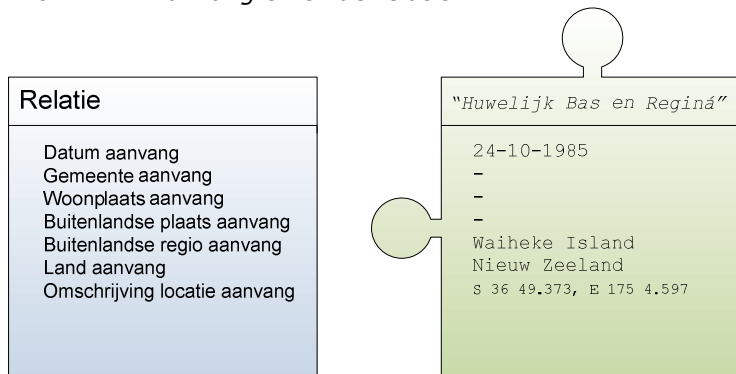 Relatie
Datum aanvang
Gemeente aanvang
Woonplaats aanvang
Buitenlandse plaats aanvang
Buitenlandse regio aanvang
Land aanvang
Omschrijving locatie aanvang
"Huwelijk Bas en Reginá"
24-10-1985
-
-
-
Waiheke Island
Nieuw Zeeland
S 36 49.373, E 175 4.597